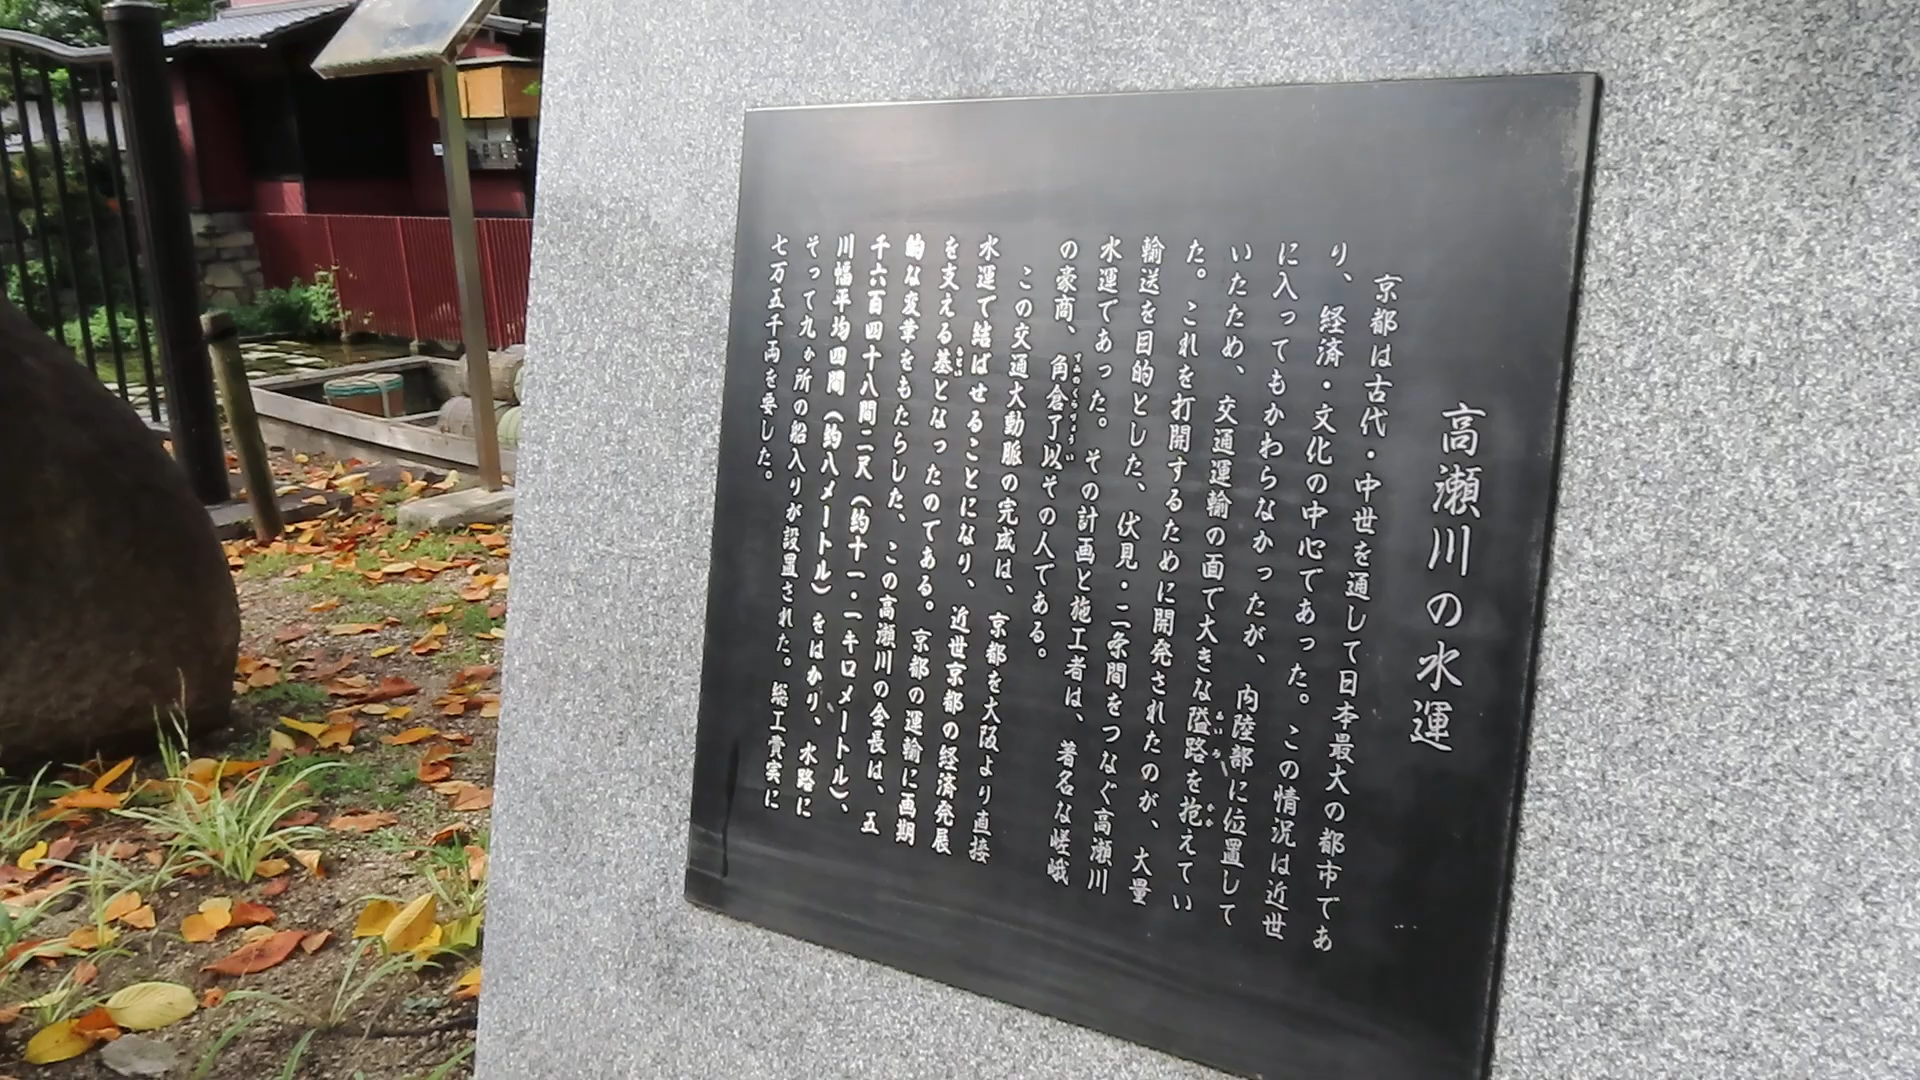 高瀬川の水運
京都は古代・中世を通して日本最大の都市であ
り、経済・文化の中心であった。この情況は近世
に入ってもかわらなかったが、内陸部に位置して
いたため、交通運輸の面で大きな隘路を抱えてい
た。これを打開するために開発されたのが、大量
輸送を目的とした、伏見・二条間をつなぐ高瀬川
水運であった。その計画と施工者は、著名な嵯峨
の豪商、角倉了以その人である。
この交通大動脈の完成は、京都を大阪より直接
水運で結ばせることになり、近世京都の経済発展
を支える基となったのである。京都の運輸に画期
的な変革をもたらした、この高瀬川の全長は、五
千六百四十八間二尺(約十一・一キロメートル)、
川幅平均四間(約八メートル)をはかり、水路に
そって九ヵ所の船入りが設置された。総工費実に
七万五千両を要した。